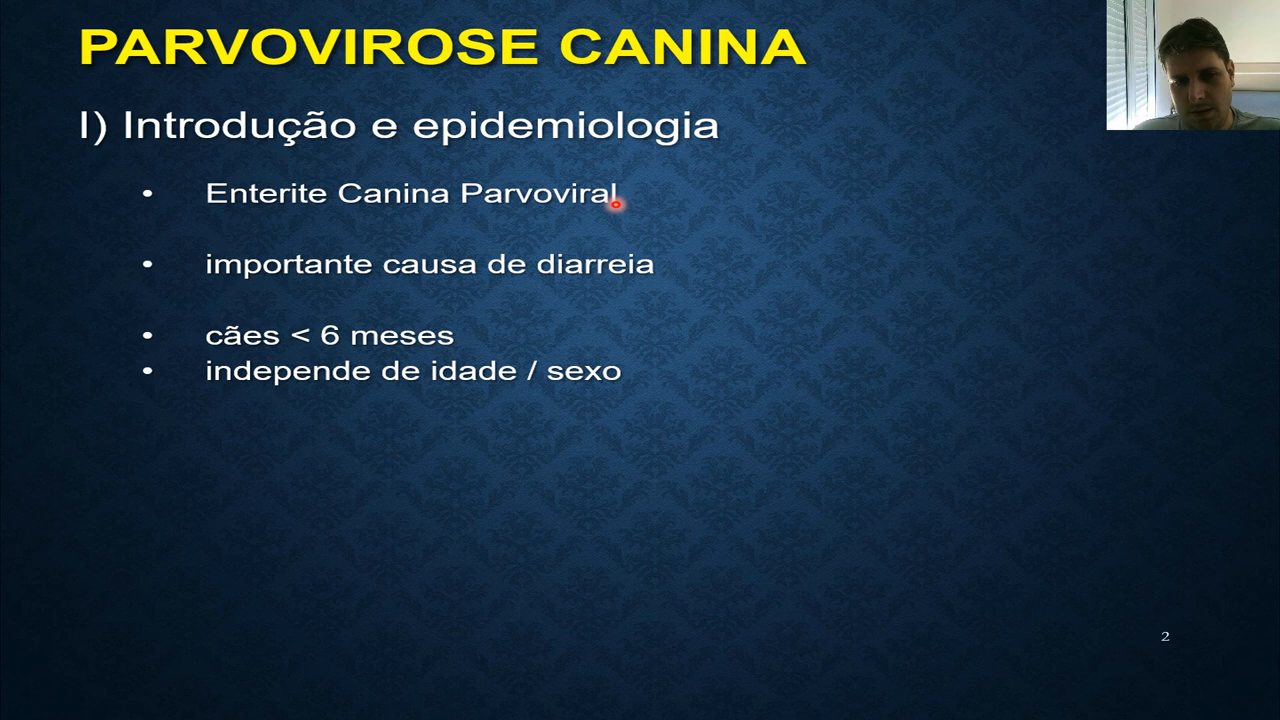 PARVOVIROSE CANINA
I) Introdução e epidemiologia
• Enterite Canina Parvoviral
• importante causa de diarreia
• cães < 6 meses
• independe de idade / sexo
2